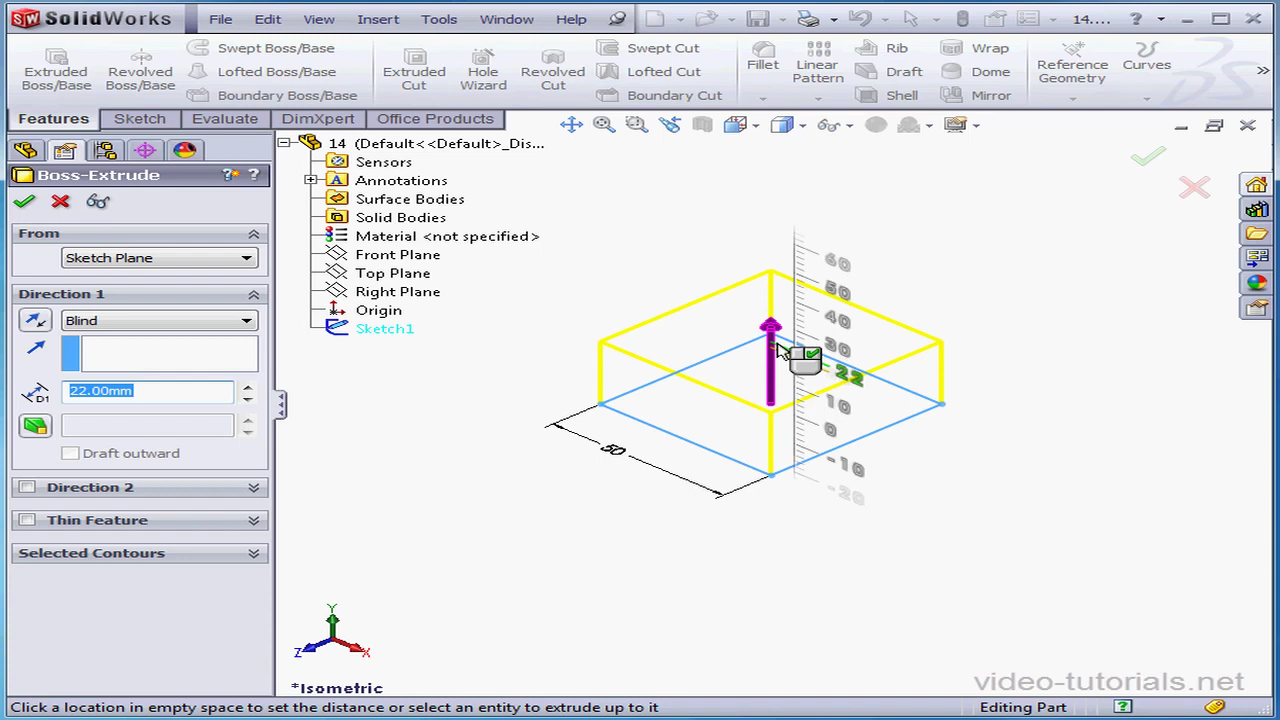 SW SolidWorks File Edit View Insert Tools Window Help 14.... ?
Extruded Boss/Base
Revolved Boss/Base
Swept Boss/Base
Lofted Boss/Base
Boundary Boss/Base
Extruded Cut
Hole Wizard
Revolved Cut
Swept Cut
Lofted Cut
Boundary Cut
Fillet
Linear Pattern
Rib
Draft
Shell
Wrap
Dome
Mirror
Reference Geometry
Curves
Features Sketch Evaluate DimXpert Office Products
Boss-Extrude ? ?
From
Sketch Plane
Direction 1
Blind
D1 22.00mm
Draft outward
Direction 2
Thin Feature
Selected Contours
14 (Default<<Default>_Dis...
Sensors
A Annotations
Surface Bodies
Solid Bodies
Material <not specified>
Front Plane
Top Plane
Right Plane
Origin
Sketch1
60
50
40
30
22
10
0
-10
-20
50
Y
Z
X
*Isometric
video-tutorials.net
Click a location in empty space to set the distance or select an entity to extrude up to it
Editing Part ?